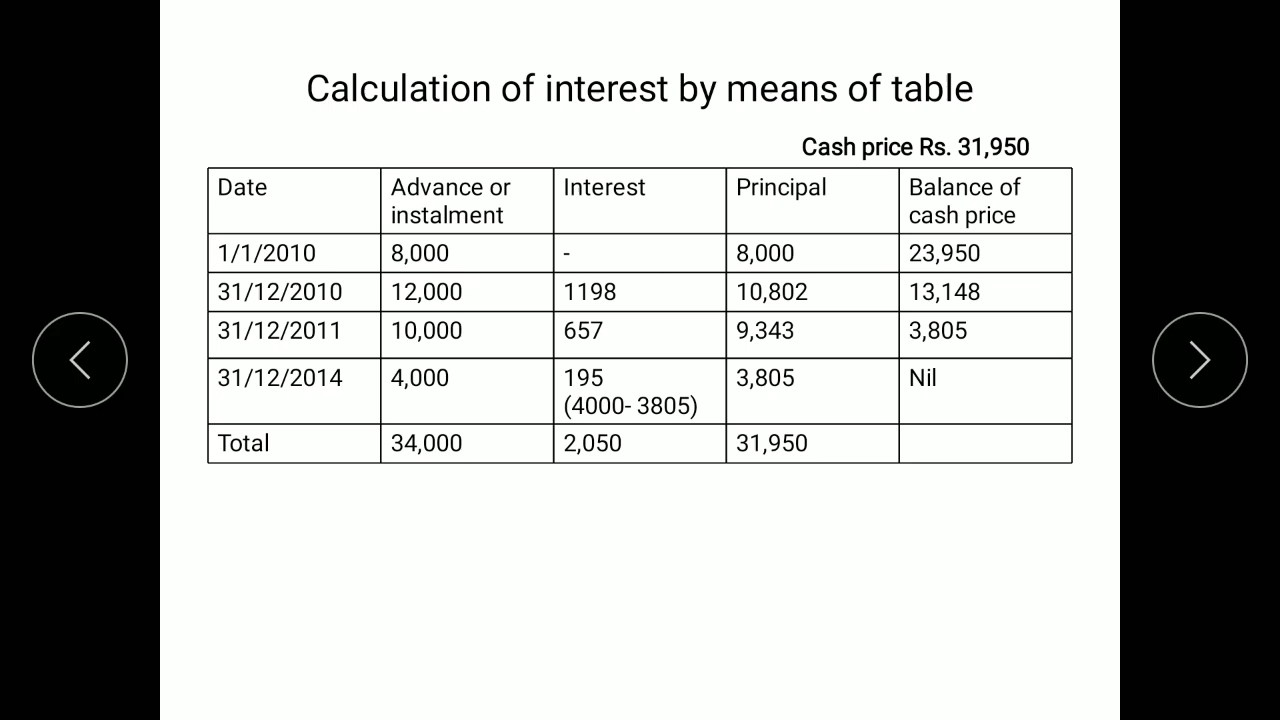 Calculation of interest by means of table
Cash price Rs. 31,950
Date Advance or instalment Interest Principal Balance of cash price
1/1/2010 8,000 - 8,000 23,950
31/12/2010 12,000 1198 10,802 13,148
31/12/2011 10,000 657 9,343 3,805
31/12/2014 4,000 195 (4000- 3805) 3,805 Nil
Total 34,000 2,050 31,950